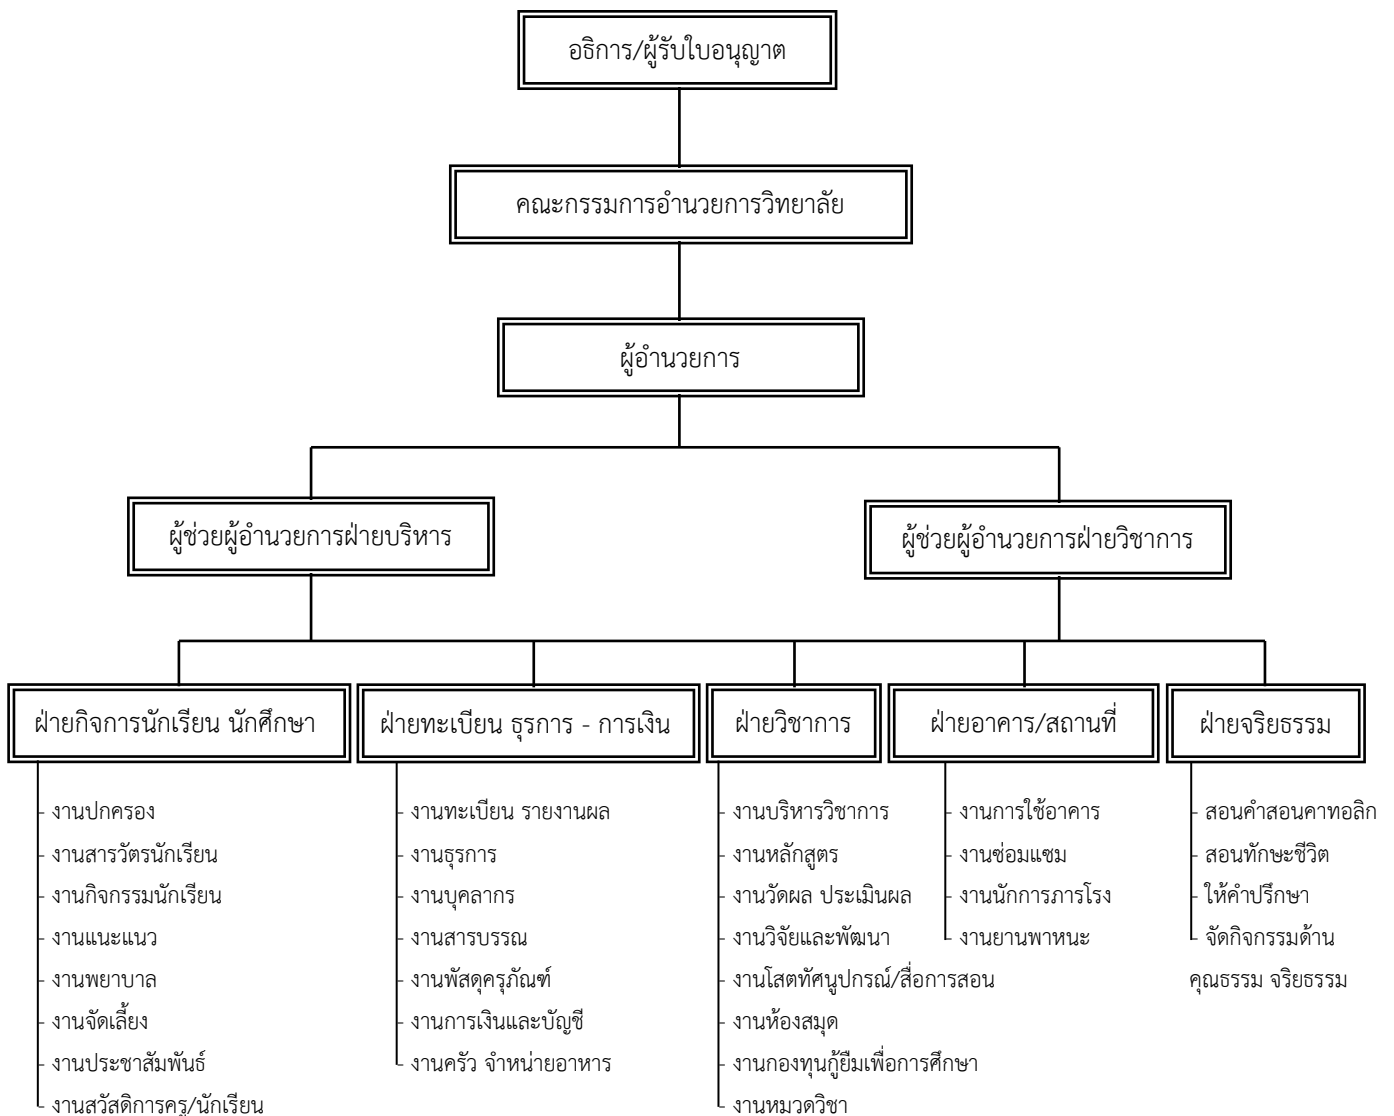 อธิการ/ผู้รับใบอนุญาต
คณะกรรมการอำนวยการวิทยาลัย
ผู้อำนวยการ
ผู้ช่วยผู้อำนวยการฝ่ายบริหาร
ผู้ช่วยผู้อำนวยการฝ่ายวิชาการ
ฝ่ายกิจการนักเรียน นักศึกษา
- งานปกครอง
- งานสารวัตรนักเรียน
- งานกิจกรรมนักเรียน
- งานแนะแนว
- งานพยาบาล
- งานจัดเลี้ยง
- งานประชาสัมพันธ์
- งานสวัสดิการครู/นักเรียน
ฝ่ายทะเบียน ธุรการ - การเงิน
- งานทะเบียน รายงานผล
- งานธุรการ
- งานบุคลากร
- งานสารบรรณ
- งานพัสดุครุภัณฑ์
- งานการเงินและบัญชี
- งานครัว จำหน่ายอาหาร
ฝ่ายวิชาการ
- งานบริหารวิชาการ
- งานหลักสูตร
- งานวัดผล ประเมินผล
- งานวิจัยและพัฒนา
- งานโสตทัศนูปกรณ์/สื่อการสอน
- งานห้องสมุด
- งานกองทุนกู้ยืมเพื่อการศึกษา
- งานหมวดวิชา
ฝ่ายอาคาร/สถานที่
- งานการใช้อาคาร
- งานซ่อมแซม
- งานนักการภารโรง
- งานยานพาหนะ
ฝ่ายจริยธรรม
- สอนคำสอนคาทอลิก
- สอนทักษะชีวิต
- ให้คำปรึกษา
- จัดกิจกรรมด้าน
คุณธรรม จริยธรรม